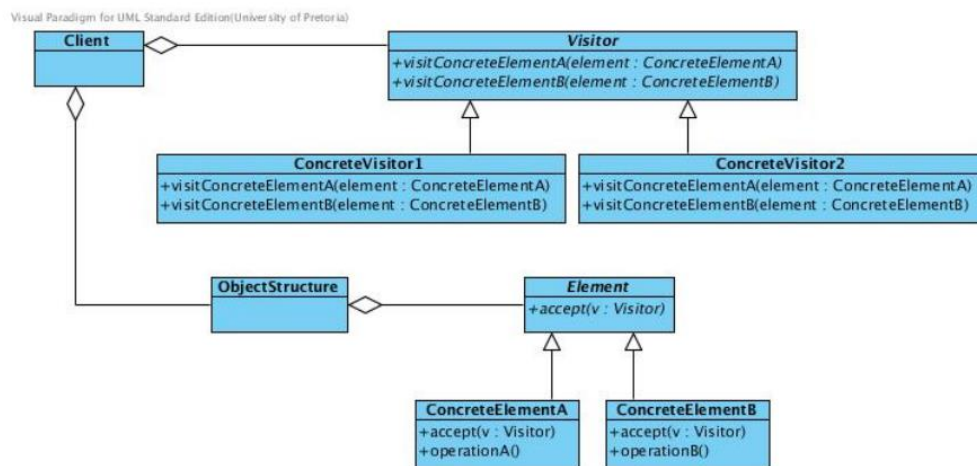 Visual Paradigm for UML Standard Edition(University of Pretoria)
Client
Visitor
+visitConcreteElementA(element : ConcreteElementA)
+visitConcreteElementB(element : ConcreteElementB)
ConcreteVisitor1
+visitConcreteElementA(element : ConcreteElementA)
+visitConcreteElementB(element : ConcreteElementB)
ConcreteVisitor2
+visitConcreteElementA(element : ConcreteElementA)
+visitConcreteElementB(element : ConcreteElementB)
ObjectStructure
Element
+accept(v : Visitor)
ConcreteElementA
+accept(v : Visitor)
+operationA()
ConcreteElementB
+accept(v : Visitor)
+operationB()